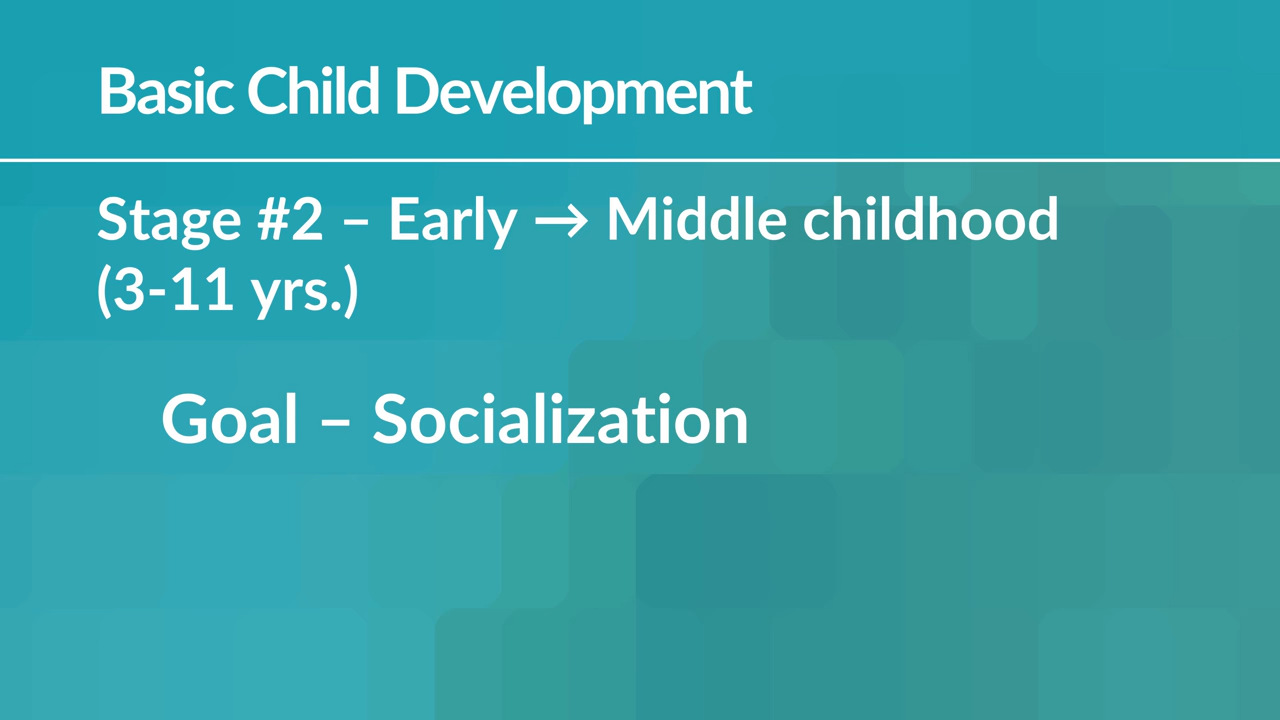 Basic Child Development
Stage #2 – Early → Middle childhood
(3-11 yrs.)
Goal – Socialization